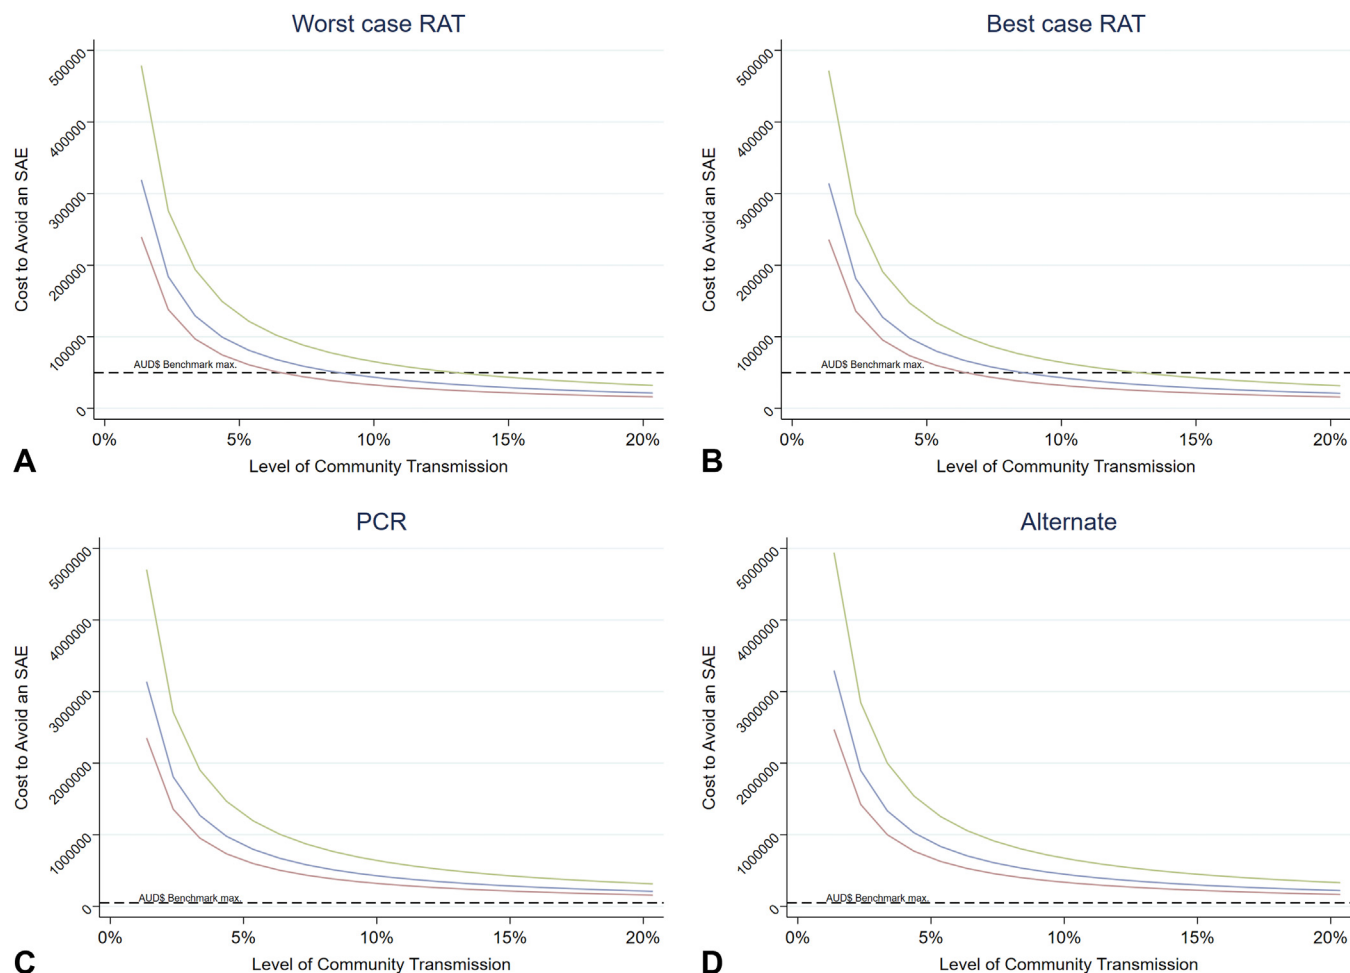 Worst case RAT
500000
400000
300000
200000
100000
0
Cost to Avoid an SAE
AUD$ Benchmark max.
0% 5% 10% 15% 20%
Level of Community Transmission
A
Best case RAT
500000
400000
300000
200000
100000
0
Cost to Avoid an SAE
AUD$ Benchmark max.
0% 5% 10% 15% 20%
Level of Community Transmission
B
PCR
5000000
4000000
3000000
2000000
1000000
0
Cost to Avoid an SAE
AUD$ Benchmark max.
0% 5% 10% 15% 20%
Level of Community Transmission
C
Alternate
5000000
4000000
3000000
2000000
1000000
0
Cost to Avoid an SAE
AUD$ Benchmark max.
0% 5% 10% 15% 20%
Level of Community Transmission
D